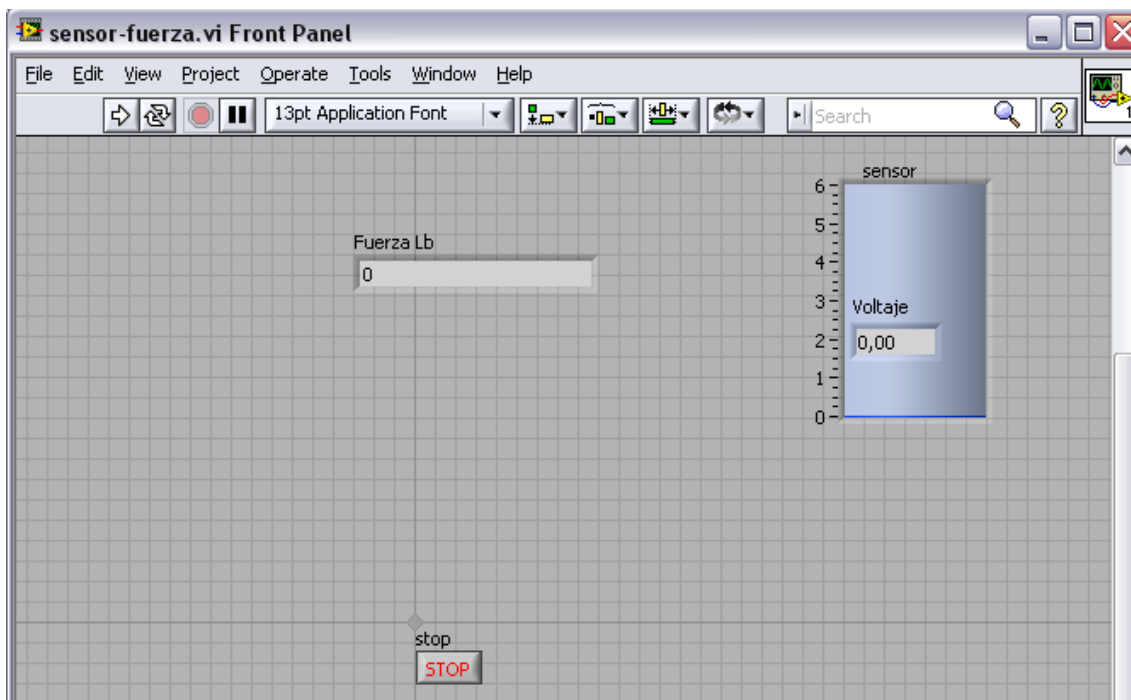 sensor-fuerza.vi Front Panel
File Edit View Project Operate Tools Window Help
13pt Application Font
Search
?
1
sensor
6
5
4
3
2
1
0
Fuerza Lb
0
Voltaje
0,00
stop
STOP